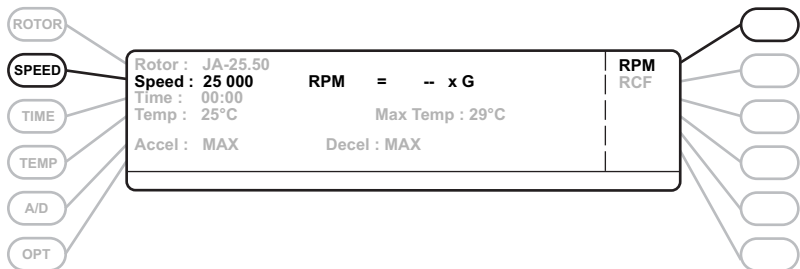 ROTOR
SPEED
TIME
TEMP
A/D
OPT
Rotor : JA-25.50
Speed : 25 000 RPM = -- x G
Time : 00:00
Temp : 25°C Max Temp : 29°C
Accel : MAX Decel : MAX
RPM
RCF